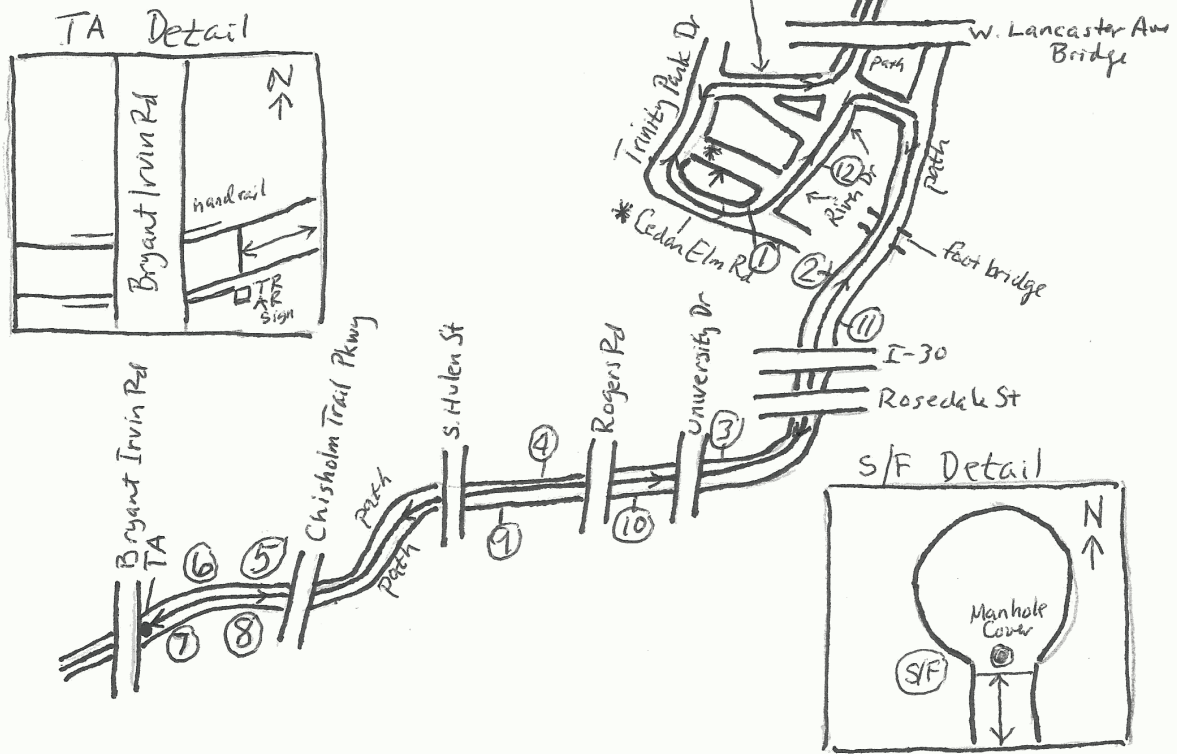 TA Detail
N
Bryant Irvin Rd
handrail
TR
Sign
W. Lancaster Ave
Bridge
path
Trinity Park Dr
path
12
River Dr
* Cedar Elm Rd
1
2
foot bridge
11
I-30
Rosedale St
University Dr
Rogers Rd
S. Hulen St
Chisholm Trail Pkwy
Bryant Irvin Rd
TA
3
4
path
path
9
10
6
5
7
8
S/F Detail
N
Manhole
Cover
S/F